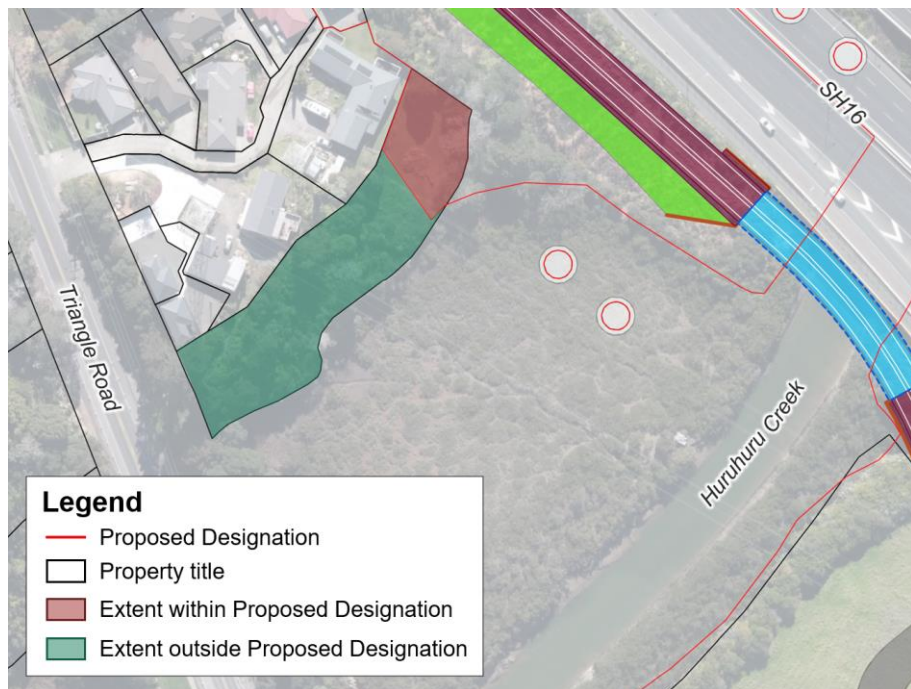 SH16
Triangle Road
Huruhuru Creek
Legend
Proposed Designation
Property title
Extent within Proposed Designation
Extent outside Proposed Designation